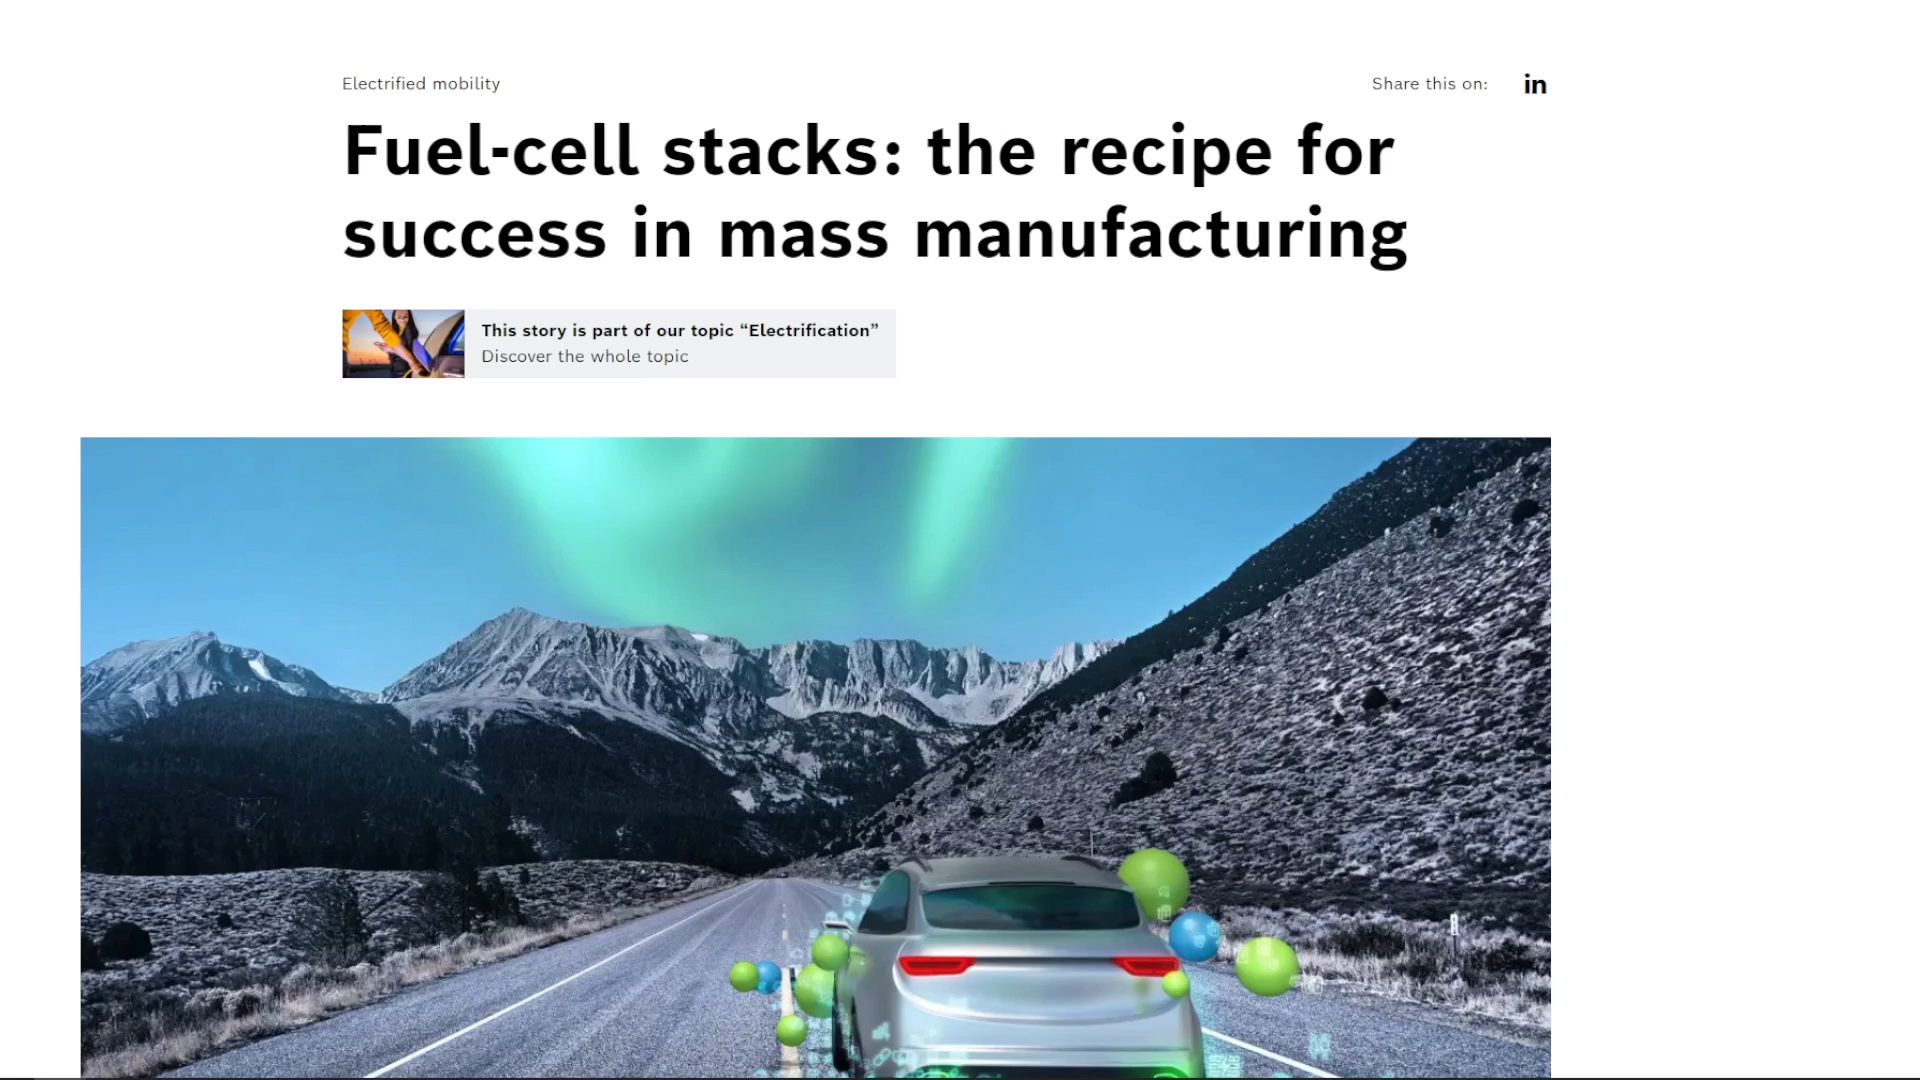 Electrified mobility
Share this on:
in
Fuel-cell stacks: the recipe for
success in mass manufacturing
This story is part of our topic “Electrification”
Discover the whole topic